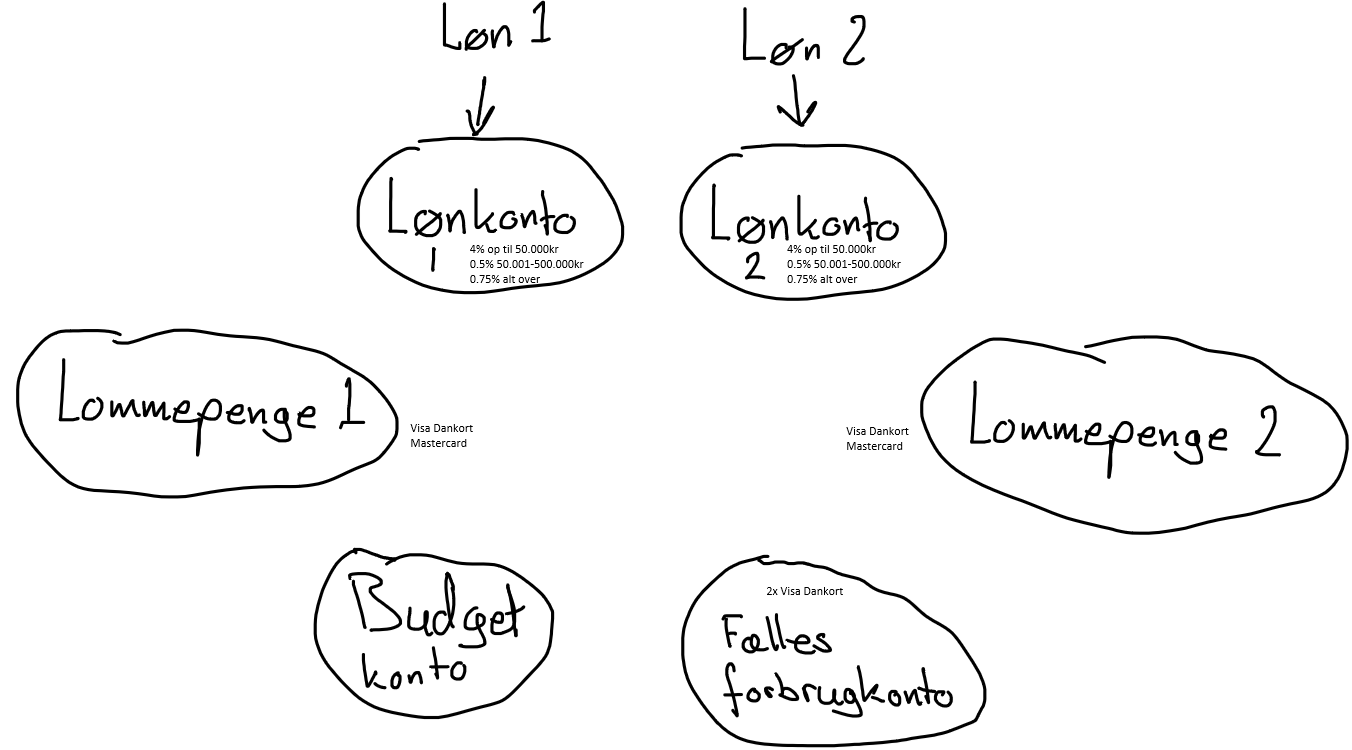 Løn 1
Løn 2
Lønkonto
1
4% op til 50.000kr
0.5% 50.001-500.000kr
0.75% alt over
Lønkonto
2
4% op til 50.000kr
0.5% 50.001-500.000kr
0.75% alt over
Lommepenge 1
Visa Dankort
Mastercard
Visa Dankort
Mastercard
Lommepenge 2
Budget
konto
2x Visa Dankort
Fælles
forbrugkonto